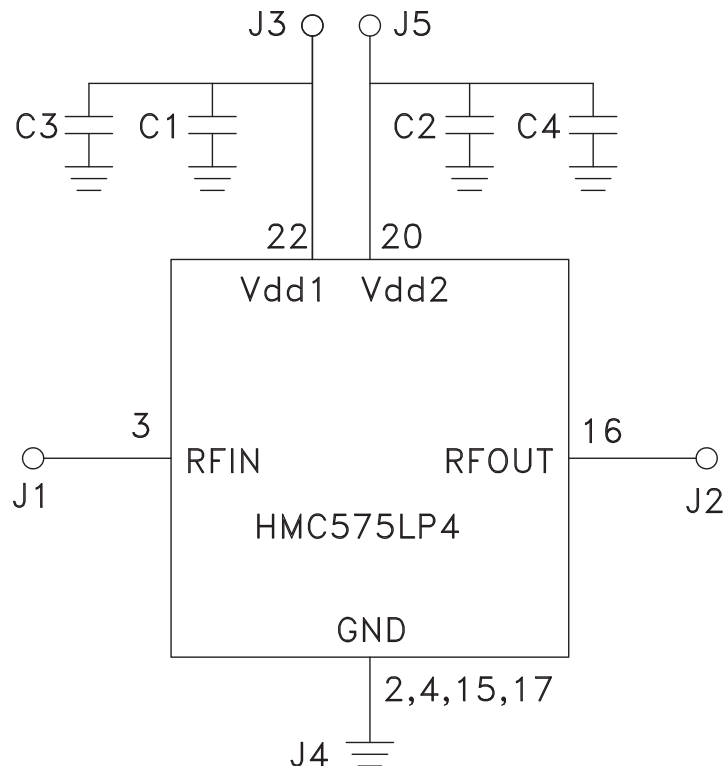 J3 J5
C3 C1 C2 C4
22 20
Vdd1 Vdd2
3 16
RFIN RFOUT
J1 J2
HMC575LP4
GND
2,4,15,17
J4